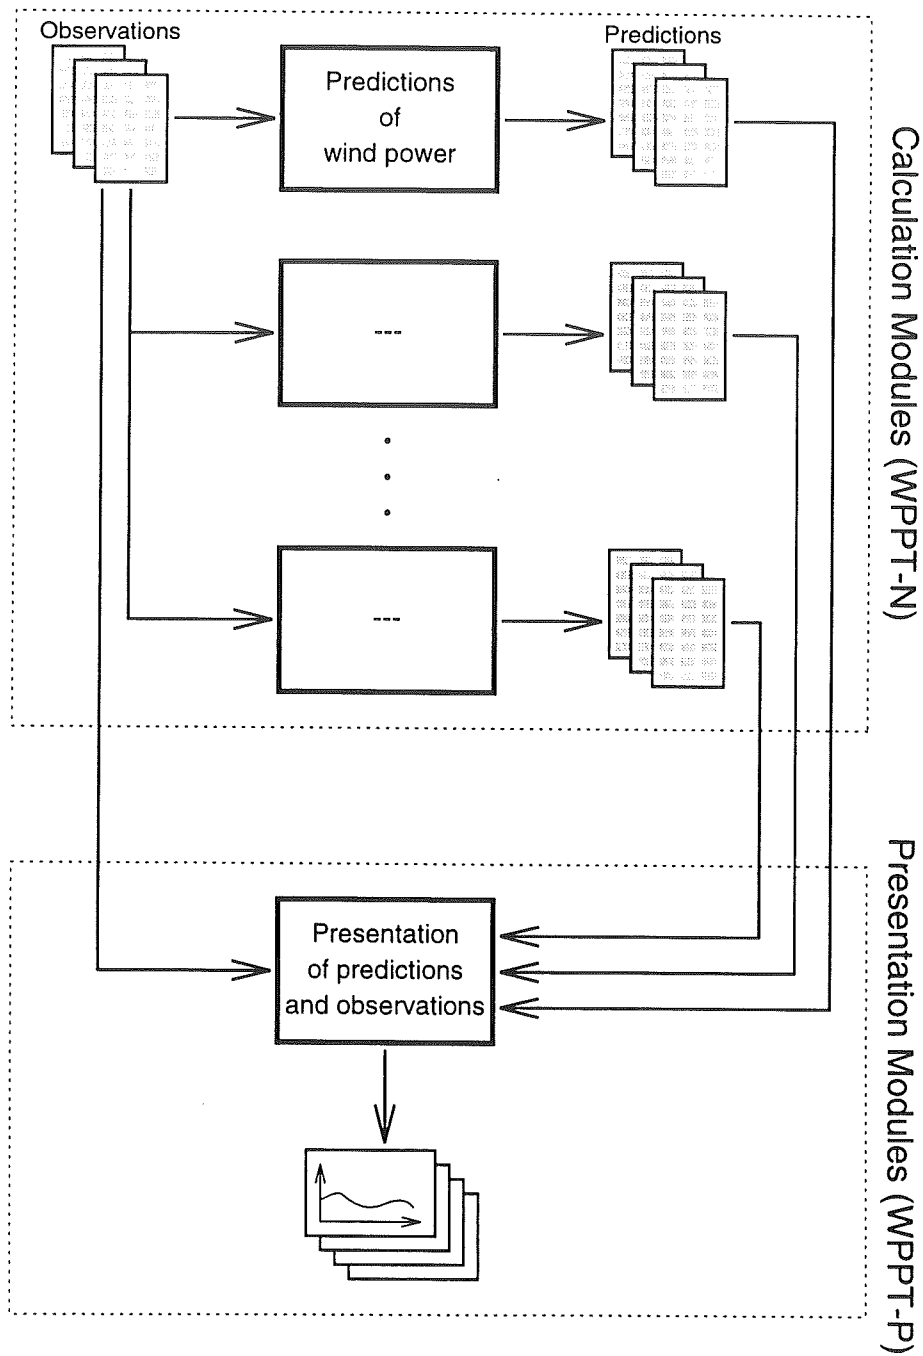 Observations
Predictions
of
wind power
Predictions
---
---
Calculation Modules (WPPT-N)
Presentation
of predictions
and observations
Presentation Modules (WPPT-P)